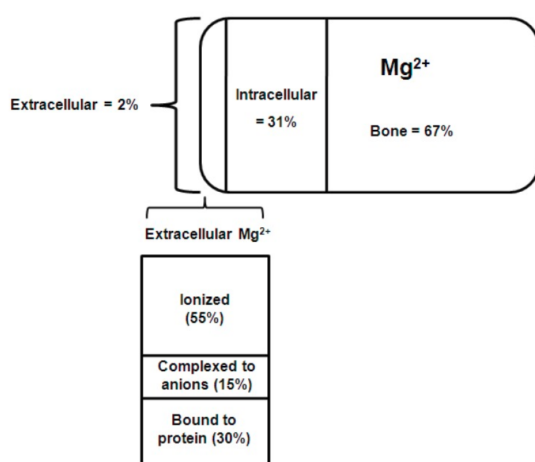 Mg²⁺
Extracellular = 2%
Intracellular
= 31%
Bone = 67%
Extracellular Mg²⁺
Ionized
(55%)
Complexed to
anions (15%)
Bound to
protein (30%)